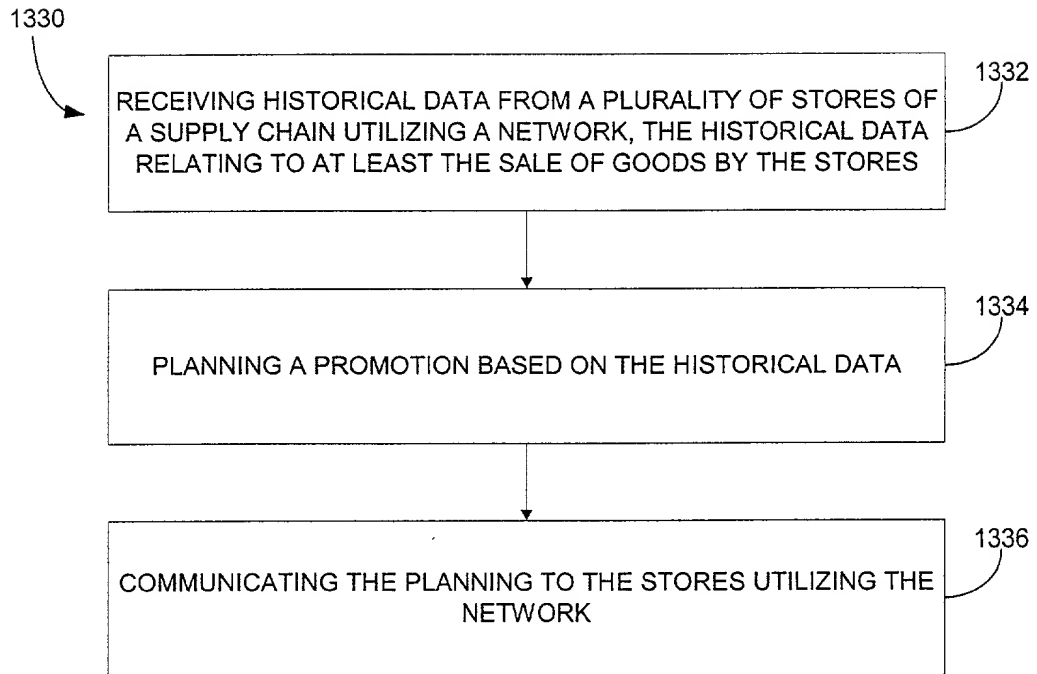 1330
1332
RECEIVING HISTORICAL DATA FROM A PLURALITY OF STORES OF
A SUPPLY CHAIN UTILIZING A NETWORK, THE HISTORICAL DATA
RELATING TO AT LEAST THE SALE OF GOODS BY THE STORES
1334
PLANNING A PROMOTION BASED ON THE HISTORICAL DATA
1336
COMMUNICATING THE PLANNING TO THE STORES UTILIZING THE
NETWORK